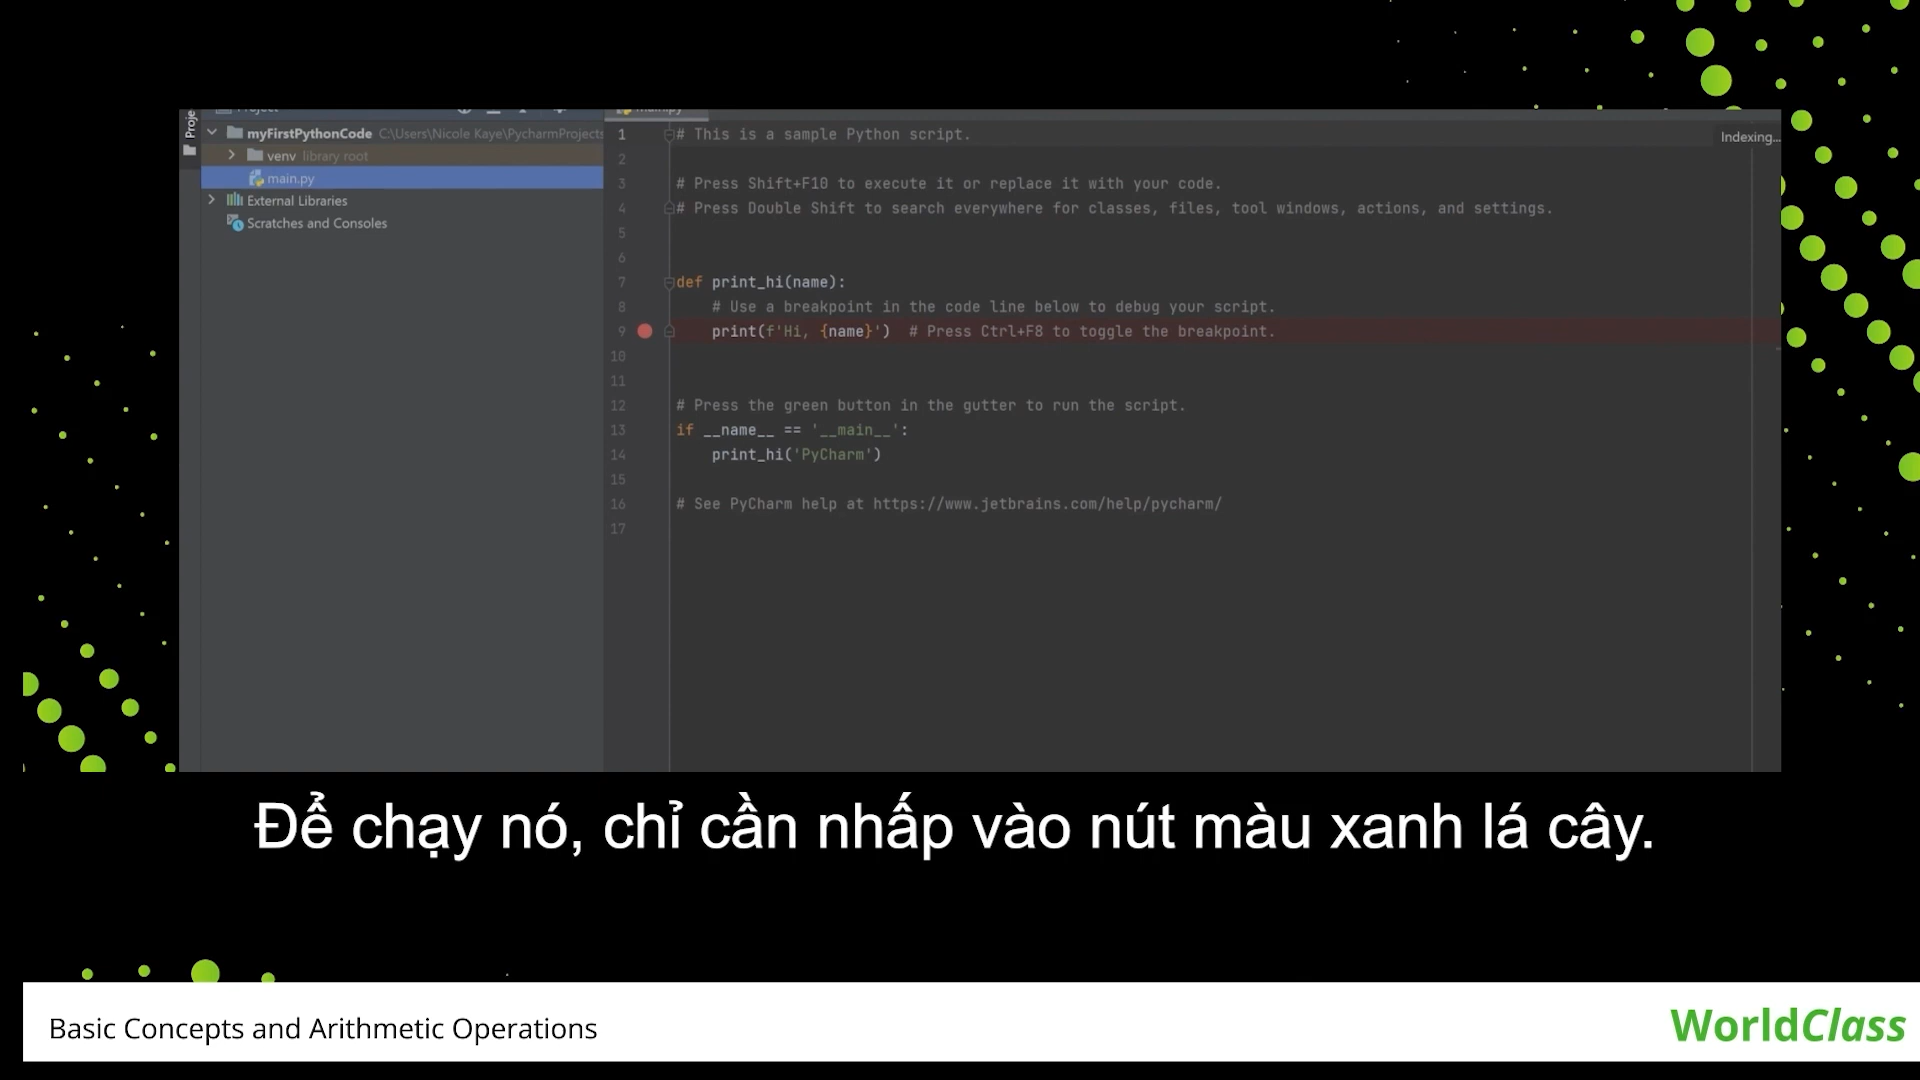 Project
main.py
Proje
myFirstPythonCode C:\Users\Nicole Kaye\PycharmProjects
venv library root
main.py
External Libraries
Scratches and Consoles
Indexing...
1 # This is a sample Python script.
2
3 # Press Shift+F10 to execute it or replace it with your code.
4 # Press Double Shift to search everywhere for classes, files, tool windows, actions, and settings.
5
6
7 def print_hi(name):
8 # Use a breakpoint in the code line below to debug your script.
9 print(f'Hi, {name}') # Press Ctrl+F8 to toggle the breakpoint.
10
11
12 # Press the green button in the gutter to run the script.
13 if __name__ == '__main__':
14 print_hi('PyCharm')
15
16 # See PyCharm help at https://www.jetbrains.com/help/pycharm/
17
Để chạy nó, chỉ cần nhấp vào nút màu xanh lá cây.
Basic Concepts and Arithmetic Operations
WorldClass